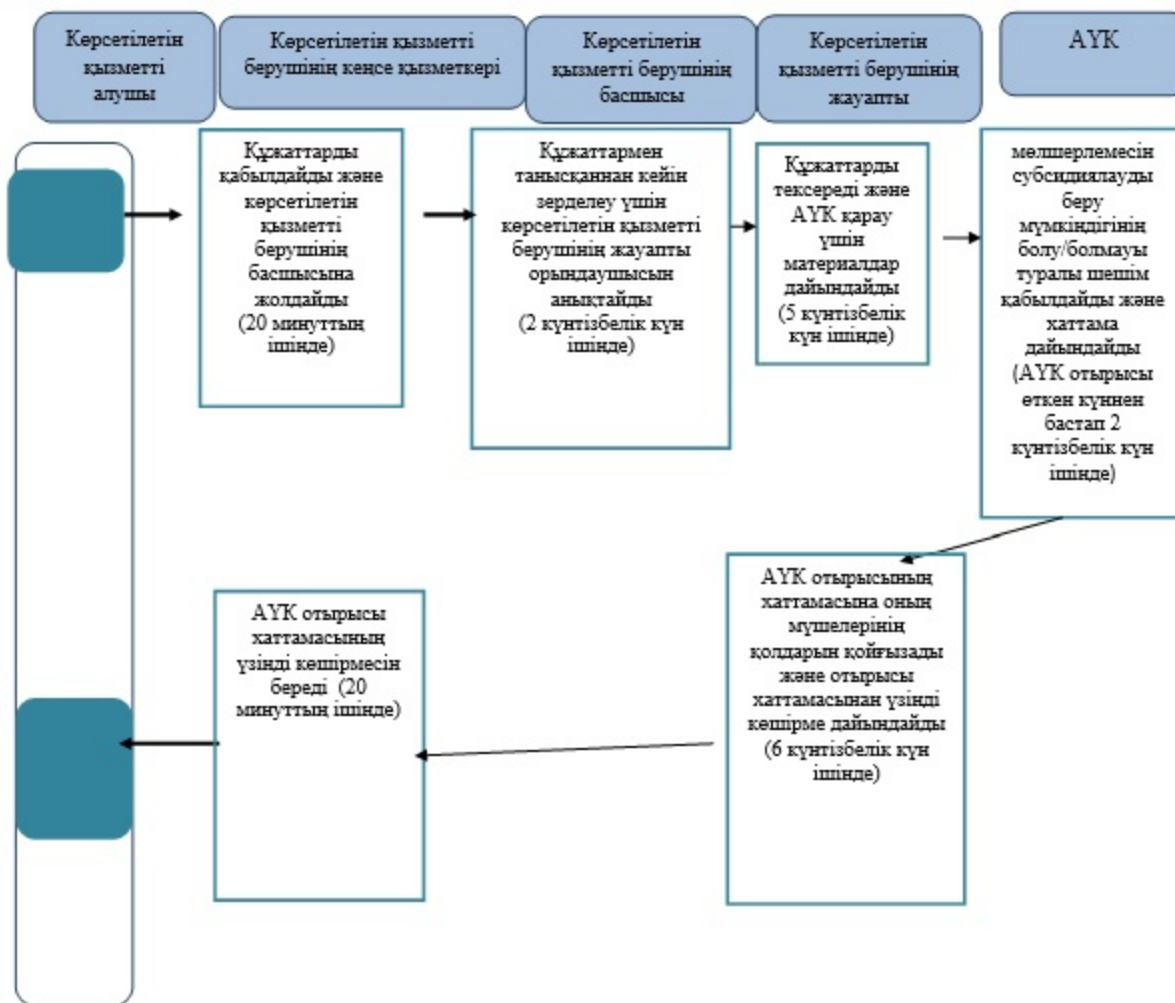 Көрсетілетін
қызметті
алушы
Көрсетілетін қызметті
берушінің кеңсе қызметкері
Көрсетілетін
қызметті берушінің
басшысы
Көрсетілетін
қызметті берушінің
жауапты
АҮК
Құжаттарды
қабылдайды және
көрсетілетін
қызметті
берушінің
басшысына
жолдайды
(20 минуттың
ішінде)
Құжаттармен
танысқаннан кейін
зерделеу үшін
көрсетілетін қызметті
берушінің жауапты
орындаушысын
анықтайды
(2 күнтізбелік күн
ішінде)
Құжаттарды
тексереді және
АҮК қарау
үшін
материалдар
дайындайды
(5 күнтізбелік
күн ішінде)
мөлшерлемесін
субсидиялауды
беру
мүмкіндігінің
болу/болмауы
туралы шешім
қабылдайды және
хаттама
дайындайды
(АҮК отырысы
өткен күннен
бастап 2
күнтізбелік күн
ішінде)
АҮК отырысы
хаттамасының
үзінді көшірмесін
береді (20
минуттың ішінде)
АҮК отырысының
хаттамасына оның
мүшелерінің
қолдарын қойғызады
және отырысы
хаттамасынан үзінді
көшірме дайындайды
(6 күнтізбелік күн
ішінде)